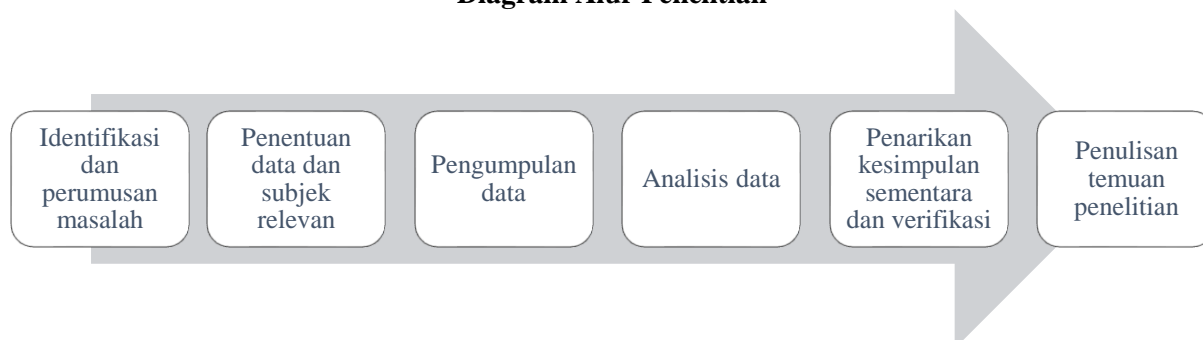 Diagram Alur Penelitian
Identifikasi
dan
perumusan
masalah
Penentuan
data dan
subjek
relevan
Pengumpulan
data
Analisis data
Penarikan
kesimpulan
sementara
dan verifikasi
Penulisan
temuan
penelitian